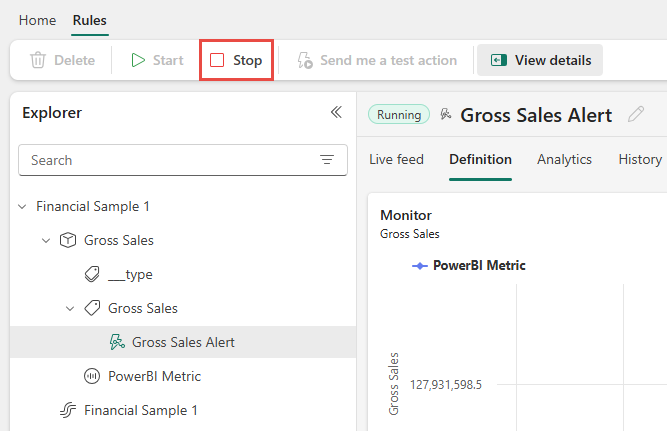 Home Rules
Delete Start Stop Send me a test action View details
Explorer
Search
Financial Sample 1
Gross Sales
___type
Gross Sales
Gross Sales Alert
PowerBI Metric
Financial Sample 1
Running Gross Sales Alert
Live feed Definition Analytics History
Monitor
Gross Sales
PowerBI Metric
Gross Sales
127,931,598.5